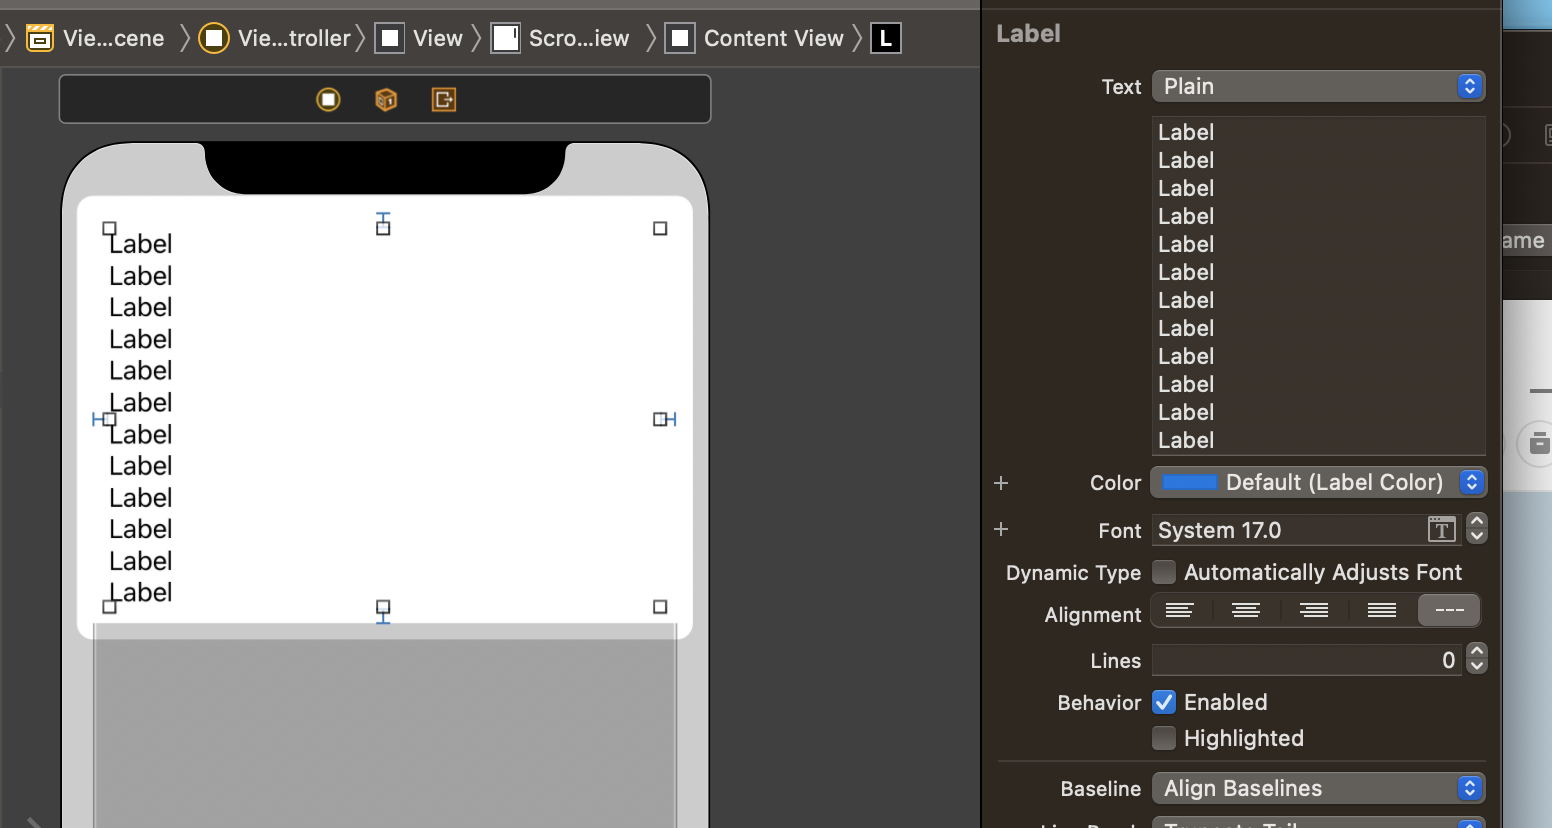 Vie...cene Vie...troller View Scro...iew Content View L
Label
Text Plain
Label
Label
Label
Label
Label
Label
Label
Label
Label
Label
Label
Label
Color Default (Label Color)
Font System 17.0 T
Dynamic Type Automatically Adjusts Font
Alignment
Lines 0
Behavior Enabled
Highlighted
Baseline Align Baselines
Label
Label
Label
Label
Label
Label
Label
Label
Label
Label
Label
Label
ame